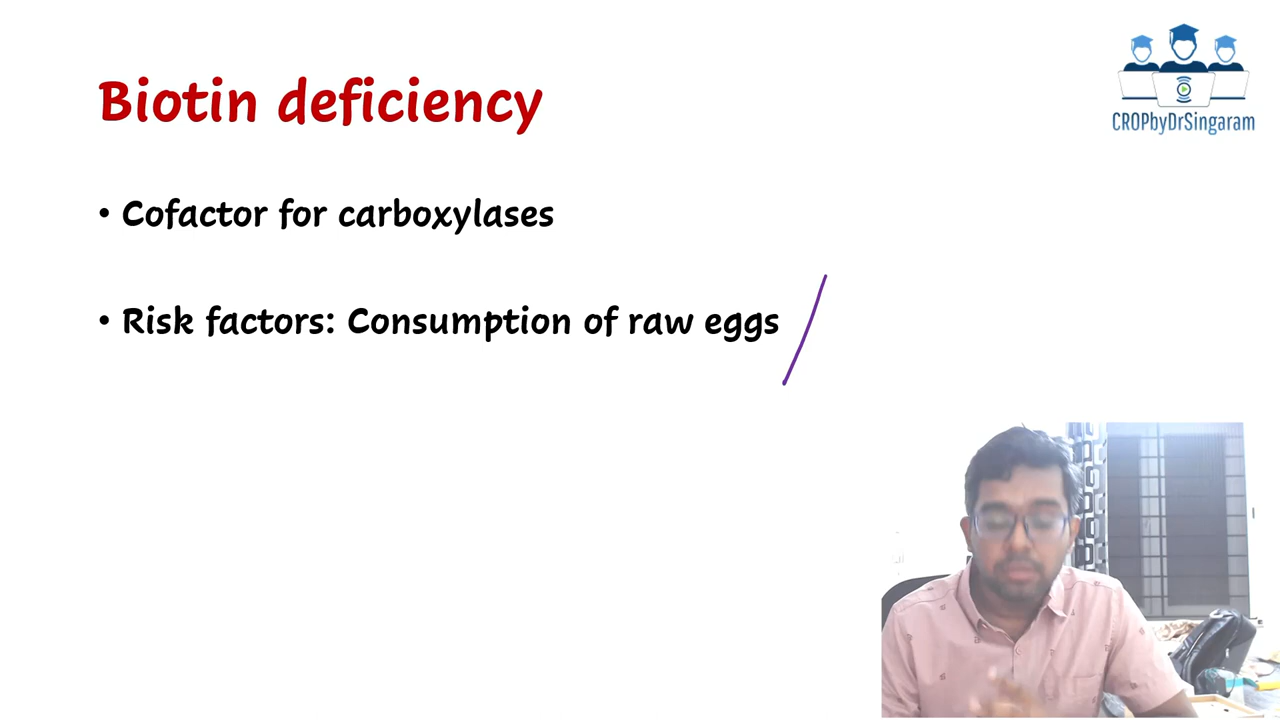 Biotin deficiency
CROPbyDrSingaram
• Cofactor for carboxylases
• Risk factors: Consumption of raw eggs